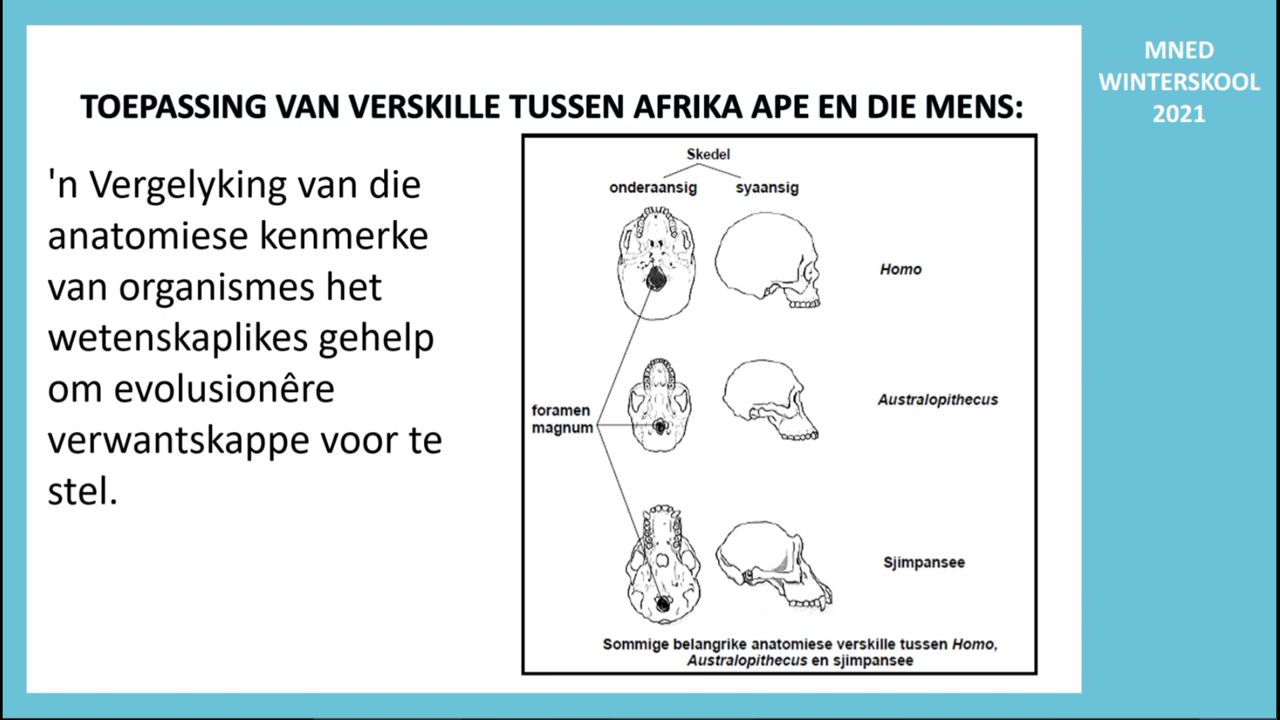 TOEPASSING VAN VERSKILLE TUSSEN AFRIKA APE EN DIE MENS:
'n Vergelyking van die
anatomiese kenmerke
van organismes het
wetenskaplikes gehelp
om evolusionêre
verwantskappe voor te
stel.
Skedel
onderaansig syaansig
Homo
Australopithecus
foramen
magnum
Sjimpansee
Sommige belangrike anatomiese verskille tussen Homo,
Australopithecus en sjimpansee
MNED
WINTERSKOOL
2021